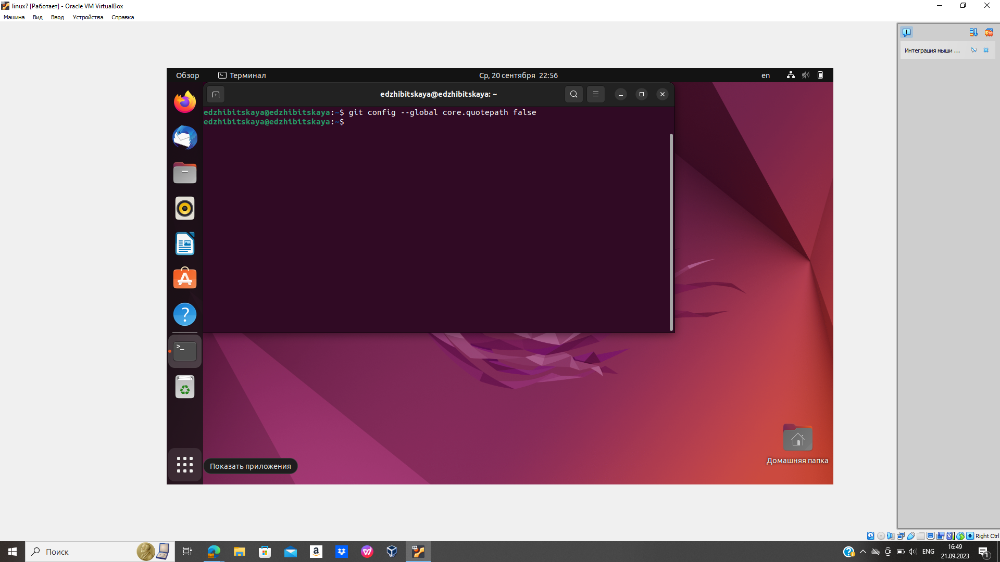 linux? [Работает] - Oracle VM VirtualBox
Машина Вид Ввод Устройства Справка
Интеграция мыши ...
Обзор Терминал Ср, 20 сентября 22:56 en
edzhibitskaya@edzhibitskaya: ~
edzhibitskaya@edzhibitskaya:~$ git config --global core.quotepath false
edzhibitskaya@edzhibitskaya:~$
Домашняя папка
Показать приложения
Right Ctrl
Поиск
ENG
16:49
21.09.2023
1